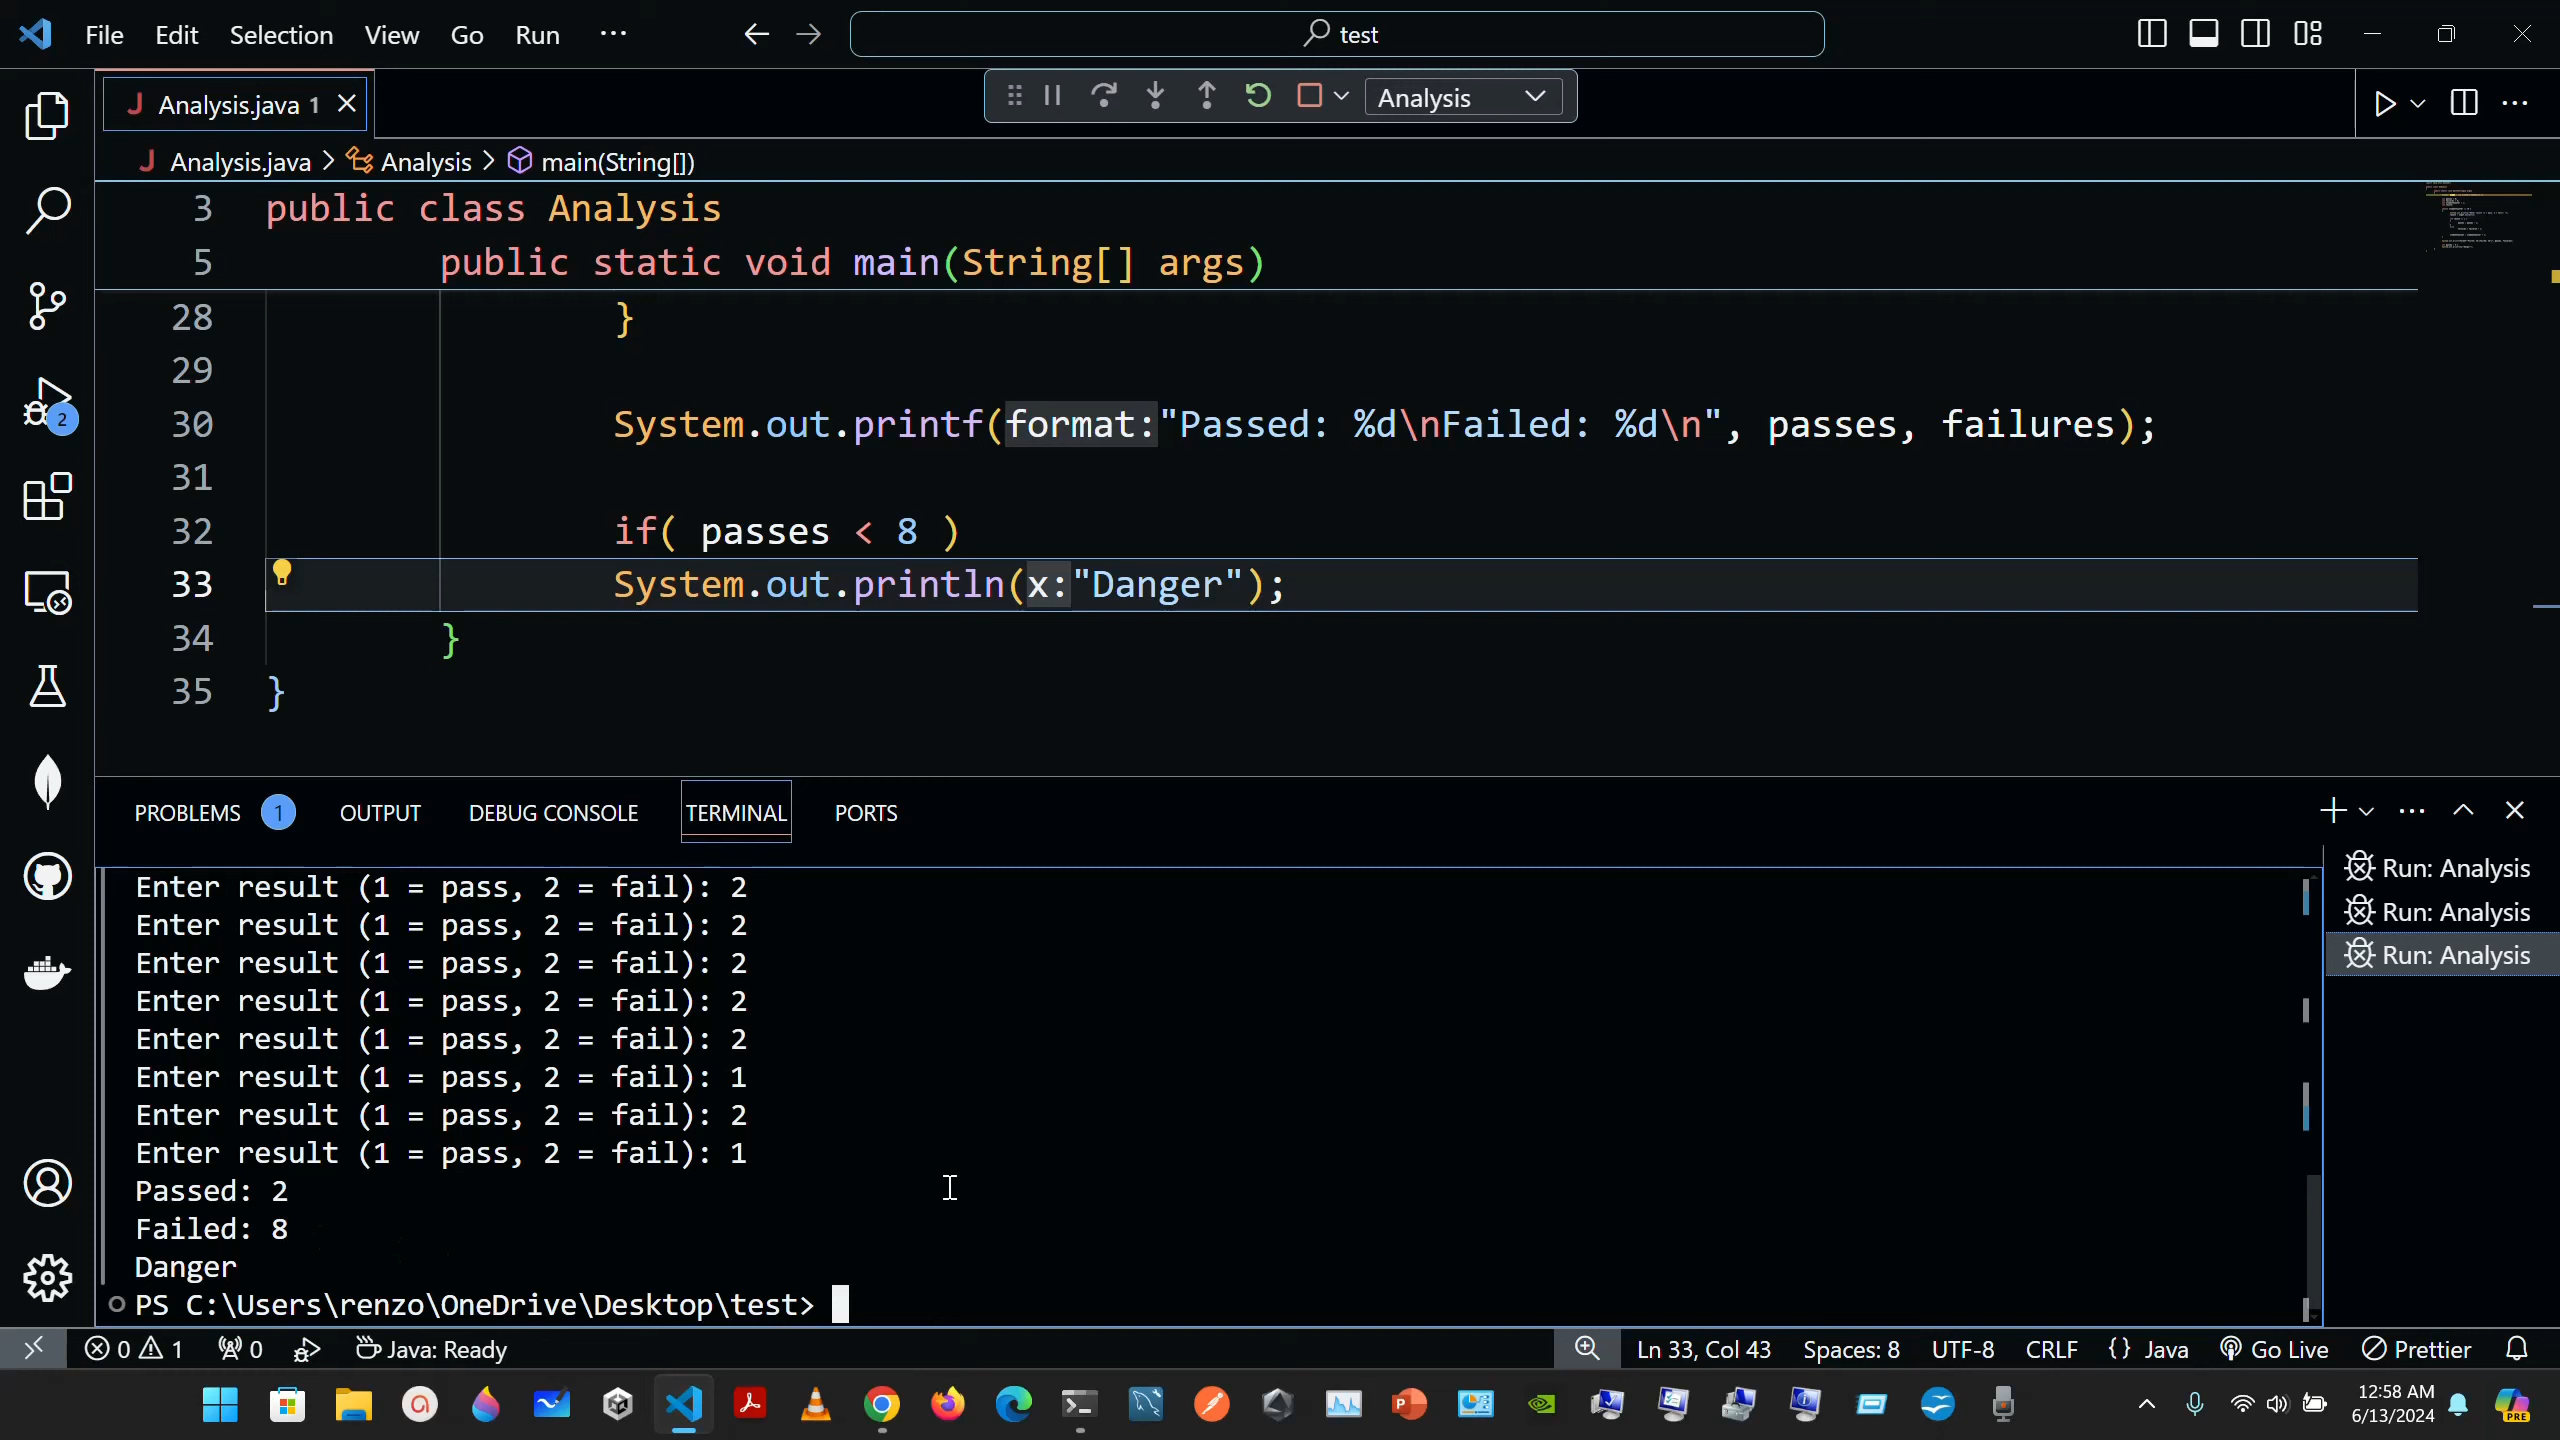 File Edit Selection View Go Run ··· test
Analysis.java 1
Analysis
Analysis.java > Analysis > main(String[])
3 public class Analysis
5 public static void main(String[] args)
28 }
29
30 System.out.printf(format:"Passed: %d\nFailed: %d\n", passes, failures);
31
32 if( passes < 8 )
33 System.out.println(x:"Danger");
34 }
35 }
2
PROBLEMS 1 OUTPUT DEBUG CONSOLE TERMINAL PORTS
Run: Analysis
Run: Analysis
Run: Analysis
Enter result (1 = pass, 2 = fail): 2
Enter result (1 = pass, 2 = fail): 2
Enter result (1 = pass, 2 = fail): 2
Enter result (1 = pass, 2 = fail): 2
Enter result (1 = pass, 2 = fail): 2
Enter result (1 = pass, 2 = fail): 1
Enter result (1 = pass, 2 = fail): 2
Enter result (1 = pass, 2 = fail): 1
Passed: 2
Failed: 8
Danger
PS C:\Users\renzo\OneDrive\Desktop\test>
0 1 0 Java: Ready Ln 33, Col 43 Spaces: 8 UTF-8 CRLF {} Java Go Live Prettier
12:58 AM
6/13/2024
PRE